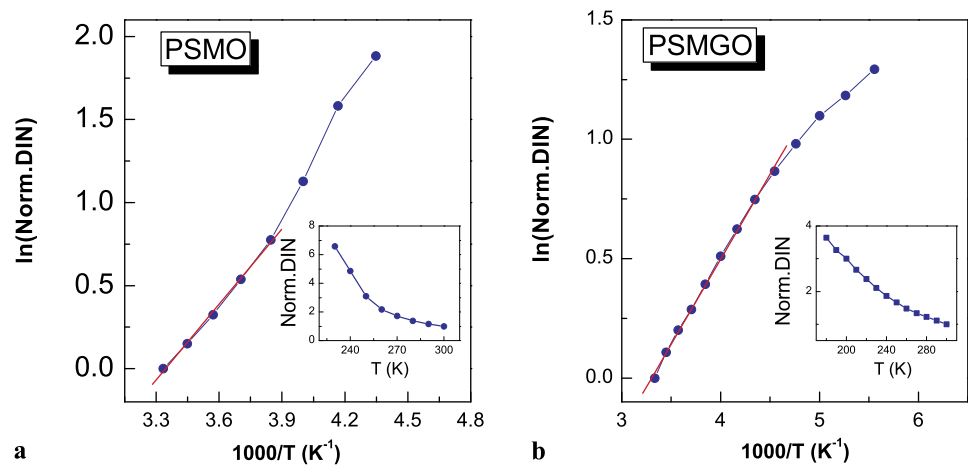 PSMO
2.0
1.5
1.0
0.5
0.0
ln(Norm.DIN)
3.3 3.6 3.9 4.2 4.5 4.8
1000/T (K⁻¹)
8
6
4
2
0
Norm.DIN
240 270 300
T (K)
a
PSMGO
1.5
1.0
0.5
0.0
ln(Norm.DIN)
3 4 5 6
1000/T (K⁻¹)
4
2
Norm.DIN
200 240 280
T (K)
b